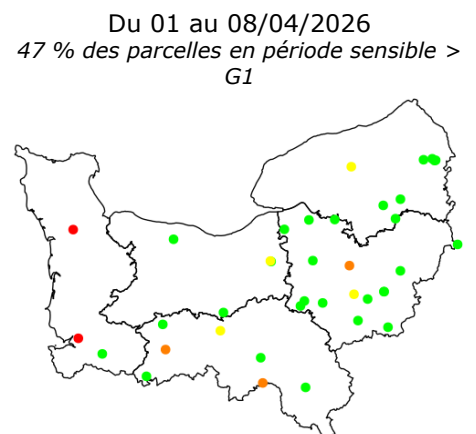 Du 01 au 08/04/2026
47 % des parcelles en période sensible >
G1